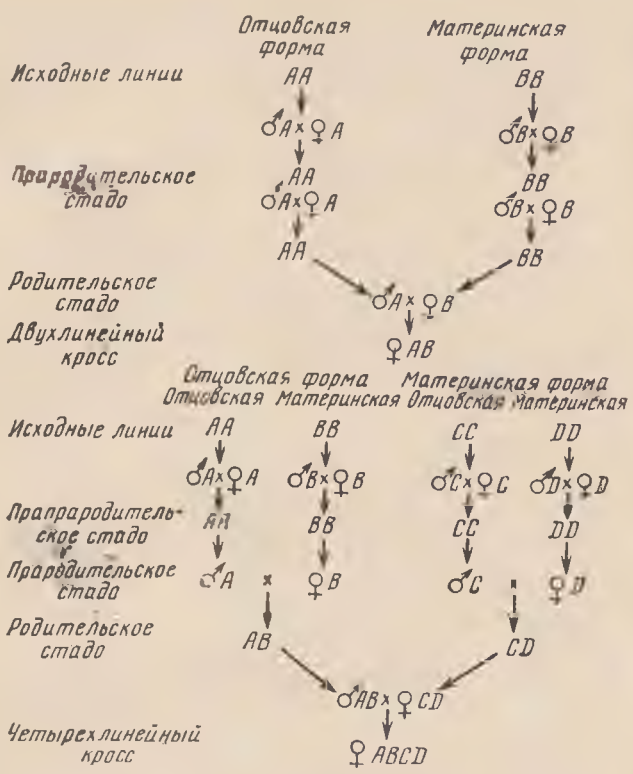 Отцовская Материнская
форма форма
Исходные линии AA BB
♂A × ♀A ♂B × ♀B
Прародительское AA BB
стадо ♂A × ♀A ♂B × ♀B
AA BB
Родительское
стадо ♂A × ♀B
Двухлинейный ♀AB
кросс
Отцовская форма Материнская форма
Отцовская Материнская Отцовская Материнская
Исходные линии AA BB CC DD
♂A × ♀A ♂B × ♀B ♂C × ♀C ♂D × ♀D
Прапрародитель- AA BB CC DD
ское стадо
Прародительское ♂A × ♀B ♂C × ♀D
стадо
Родительское AB CD
стадо
♂AB × ♀CD
Четырехлинейный
кросс ♀ABCD